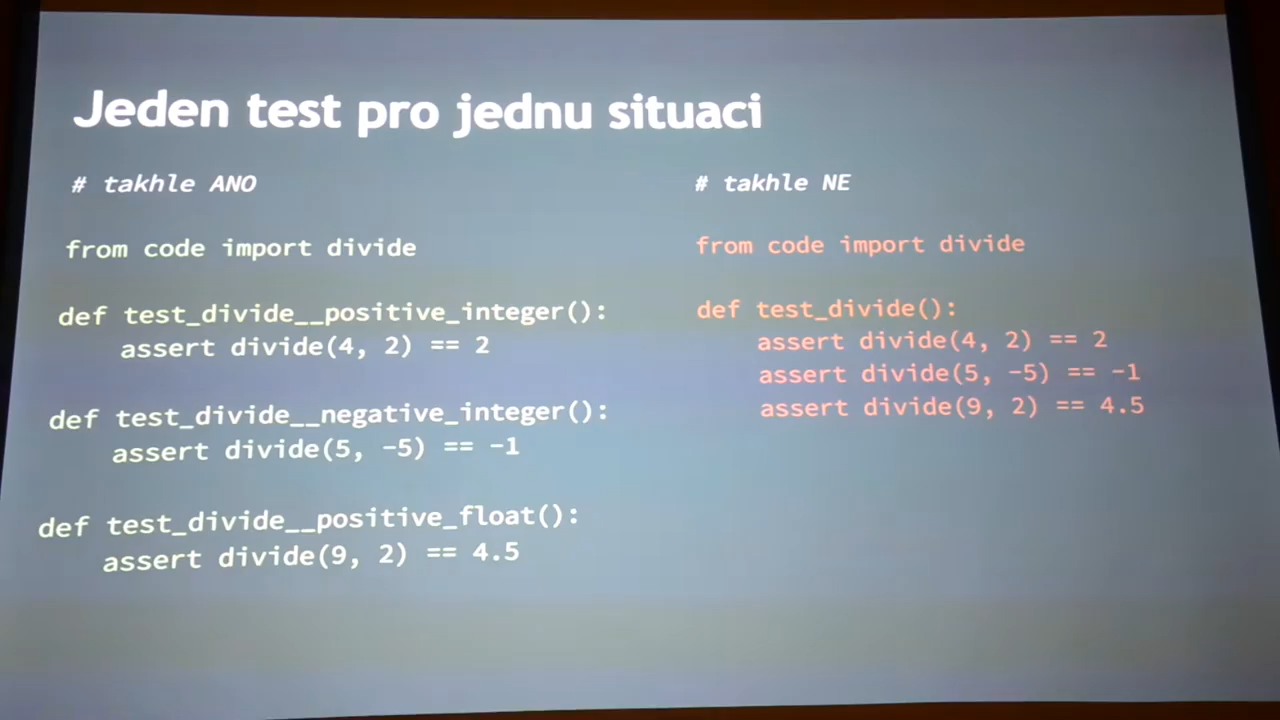 Jeden test pro jednu situaci
# takhle ANO
from code import divide
def test_divide__positive_integer():
assert divide(4, 2) == 2
def test_divide__negative_integer():
assert divide(5, -5) == -1
def test_divide__positive_float():
assert divide(9, 2) == 4.5
# takhle NE
from code import divide
def test_divide():
assert divide(4, 2) == 2
assert divide(5, -5) == -1
assert divide(9, 2) == 4.5